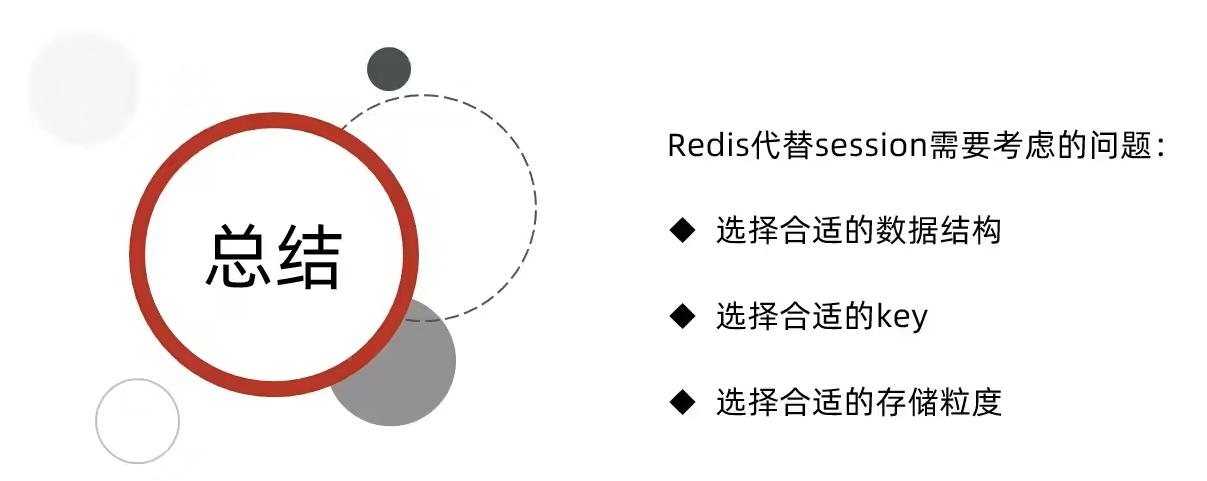 总结
Redis代替session需要考虑的问题：
◆ 选择合适的数据结构
◆ 选择合适的key
◆ 选择合适的存储粒度